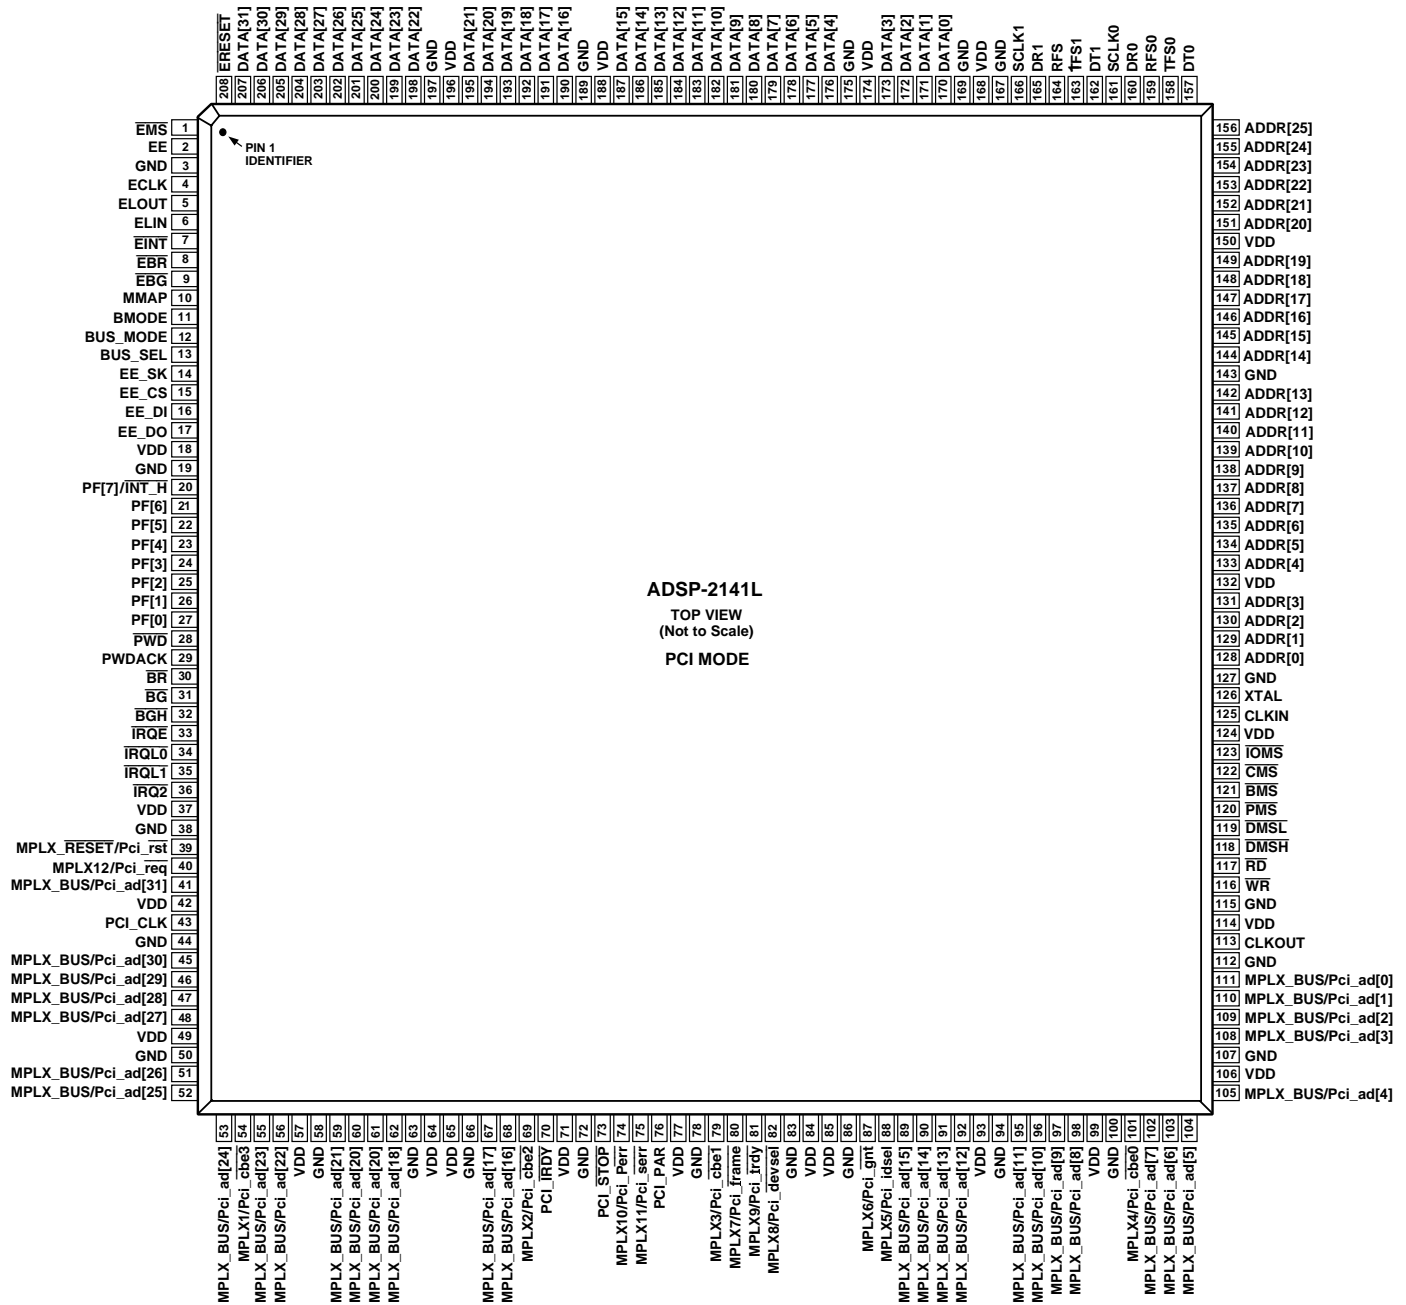 ERESET 208
DATA[31] 207
DATA[30] 206
DATA[29] 205
DATA[28] 204
DATA[27] 203
DATA[26] 202
DATA[25] 201
DATA[24] 200
DATA[23] 199
DATA[22] 198
GND 197
VDD 196
DATA[21] 195
DATA[20] 194
DATA[19] 193
DATA[18] 192
DATA[17] 191
DATA[16] 190
GND 189
VDD 188
DATA[15] 187
DATA[14] 186
DATA[13] 185
DATA[12] 184
DATA[11] 183
DATA[10] 182
DATA[9] 181
DATA[8] 180
DATA[7] 179
DATA[6] 178
DATA[5] 177
DATA[4] 176
GND 175
VDD 174
DATA[3] 173
DATA[2] 172
DATA[1] 171
DATA[0] 170
GND 169
VDD 168
GND 167
SCLK1 166
DR1 165
RFS1 164
TFS1 163
DT1 162
SCLK0 161
DR0 160
RFS0 159
TFS0 158
DT0 157
EMS 1
EE 2
GND 3
ECLK 4
ELOUT 5
ELIN 6
EINT 7
EBR 8
EBG 9
MMAP 10
BMODE 11
BUS_MODE 12
BUS_SEL 13
EE_SK 14
EE_CS 15
EE_DI 16
EE_DO 17
VDD 18
GND 19
PF[7]/INT_H 20
PF[6] 21
PF[5] 22
PF[4] 23
PF[3] 24
PF[2] 25
PF[1] 26
PF[0] 27
PWD 28
PWDACK 29
BR 30
BG 31
BGH 32
IRQE 33
IRQL0 34
IRQL1 35
IRQ2 36
VDD 37
GND 38
MPLX_RESET/Pci_rst 39
MPLX12/Pci_req 40
MPLX_BUS/Pci_ad[31] 41
VDD 42
PCI_CLK 43
GND 44
MPLX_BUS/Pci_ad[30] 45
MPLX_BUS/Pci_ad[29] 46
MPLX_BUS/Pci_ad[28] 47
MPLX_BUS/Pci_ad[27] 48
VDD 49
GND 50
MPLX_BUS/Pci_ad[26] 51
MPLX_BUS/Pci_ad[25] 52
PIN 1
IDENTIFIER
ADSP-2141L
TOP VIEW
(Not to Scale)
PCI MODE
156 ADDR[25]
155 ADDR[24]
154 ADDR[23]
153 ADDR[22]
152 ADDR[21]
151 ADDR[20]
150 VDD
149 ADDR[19]
148 ADDR[18]
147 ADDR[17]
146 ADDR[16]
145 ADDR[15]
144 ADDR[14]
143 GND
142 ADDR[13]
141 ADDR[12]
140 ADDR[11]
139 ADDR[10]
138 ADDR[9]
137 ADDR[8]
136 ADDR[7]
135 ADDR[6]
134 ADDR[5]
133 ADDR[4]
132 VDD
131 ADDR[3]
130 ADDR[2]
129 ADDR[1]
128 ADDR[0]
127 GND
126 XTAL
125 CLKIN
124 VDD
123 IOMS
122 CMS
121 BMS
120 PMS
119 DMSL
118 DMSH
117 RD
116 WR
115 GND
114 VDD
113 CLKOUT
112 GND
111 MPLX_BUS/Pci_ad[0]
110 MPLX_BUS/Pci_ad[1]
109 MPLX_BUS/Pci_ad[2]
108 MPLX_BUS/Pci_ad[3]
107 GND
106 VDD
105 MPLX_BUS/Pci_ad[4]
53 MPLX_BUS/Pci_ad[24]
54 MPLX1/Pci_cbe3
55 MPLX_BUS/Pci_ad[23]
56 MPLX_BUS/Pci_ad[22]
57 VDD
58 GND
59 MPLX_BUS/Pci_ad[21]
60 MPLX_BUS/Pci_ad[20]
61 MPLX_BUS/Pci_ad[20]
62 MPLX_BUS/Pci_ad[18]
63 GND
64 VDD
65 VDD
66 GND
67 MPLX_BUS/Pci_ad[17]
68 MPLX_BUS/Pci_ad[16]
69 MPLX2/Pci_cbe2
70 PCI_IRDY
71 VDD
72 GND
73 PCI_STOP
74 MPLX10/Pci_Perr
75 MPLX11/Pci_serr
76 PCI_PAR
77 VDD
78 GND
79 MPLX3/Pci_cbe1
80 MPLX7/Pci_frame
81 MPLX9/Pci_trdy
82 MPLX8/Pci_devsel
83 GND
84 VDD
85 VDD
86 GND
87 MPLX6/Pci_gnt
88 MPLX5/Pci_idsel
89 MPLX_BUS/Pci_ad[15]
90 MPLX_BUS/Pci_ad[14]
91 MPLX_BUS/Pci_ad[13]
92 MPLX_BUS/Pci_ad[12]
93 VDD
94 GND
95 MPLX_BUS/Pci_ad[11]
96 MPLX_BUS/Pci_ad[10]
97 MPLX_BUS/Pci_ad[9]
98 MPLX_BUS/Pci_ad[8]
99 VDD
100 GND
101 MPLX4/Pci_cbe0
102 MPLX_BUS/Pci_ad[7]
103 MPLX_BUS/Pci_ad[6]
104 MPLX_BUS/Pci_ad[5]